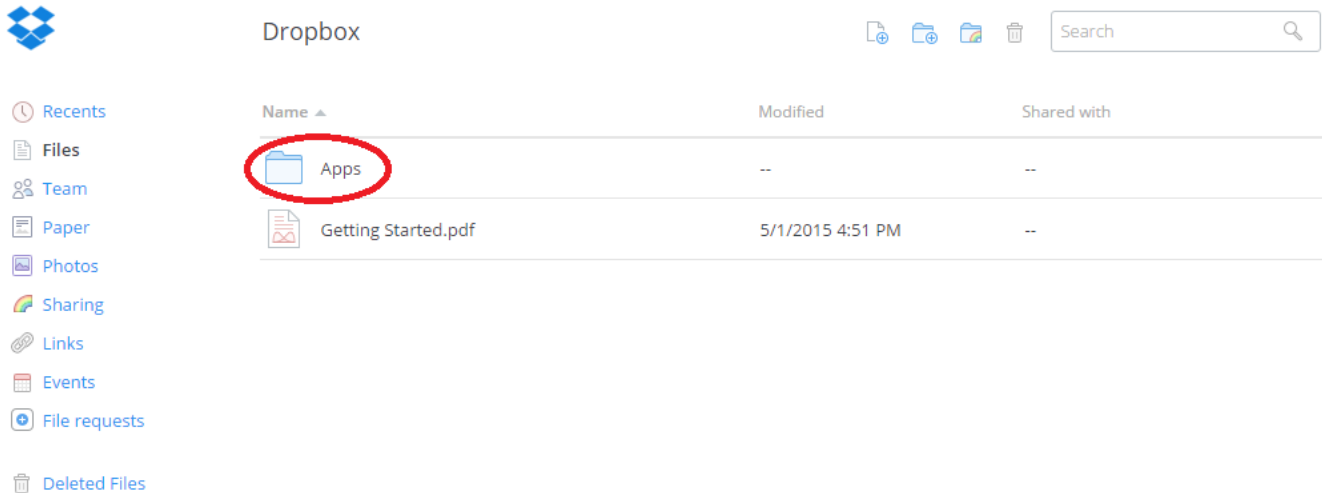 Dropbox
Search
Recents
Files
Team
Paper
Photos
Sharing
Links
Events
File requests
Deleted Files
Name Modified Shared with
Apps -- --
Getting Started.pdf 5/1/2015 4:51 PM --